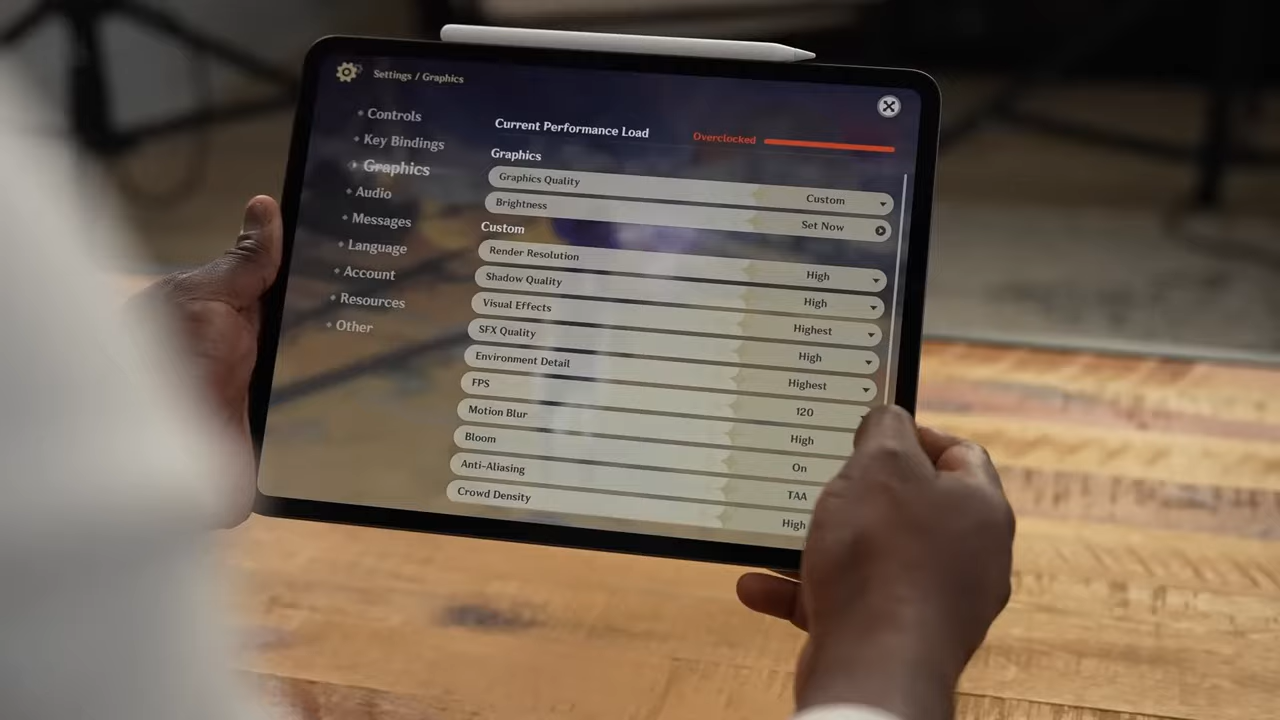 Settings / Graphics
Controls
Key Bindings
Graphics
Audio
Messages
Language
Account
Resources
Other
Current Performance Load Overclocked
Graphics
Graphics Quality Custom
Brightness Set Now
Custom
Render Resolution High
Shadow Quality High
Visual Effects Highest
SFX Quality High
Environment Detail Highest
FPS 120
Motion Blur High
Bloom On
Anti-Aliasing TAA
Crowd Density High